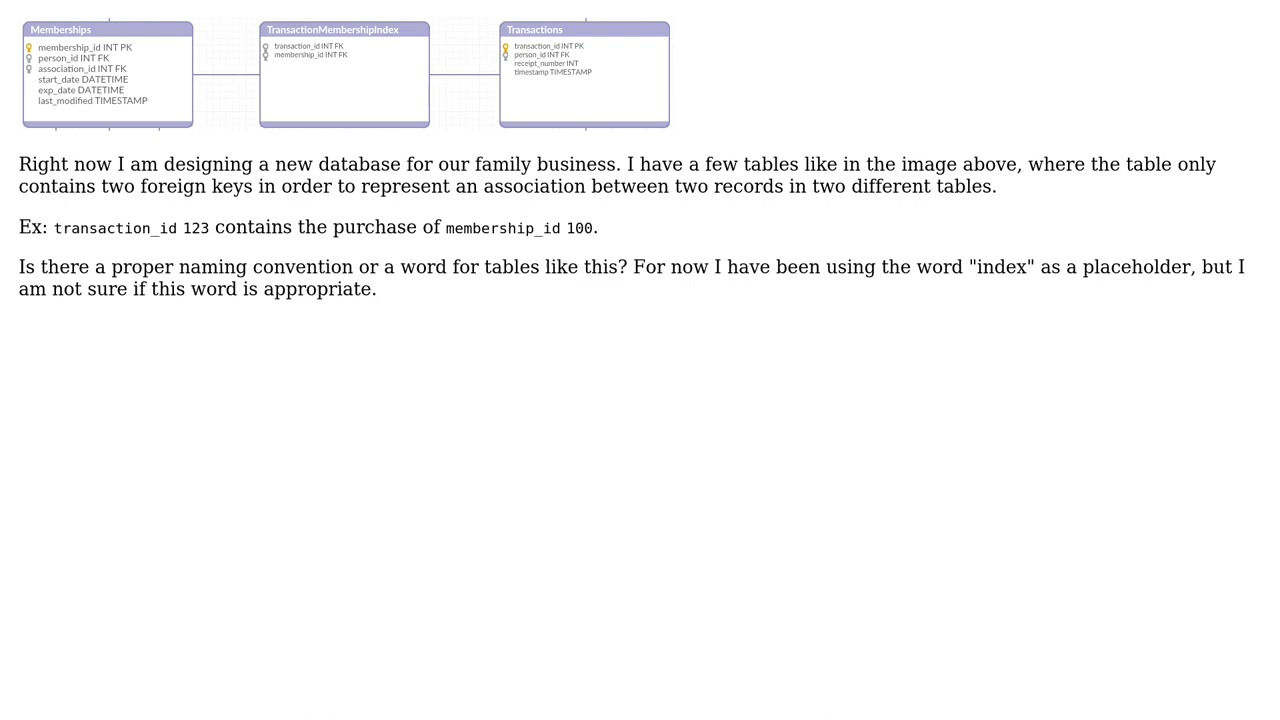 Memberships
membership_id INT PK
person_id INT FK
association_id FK
start_date DATETIME
exp_date DATETIME
last_modified TIMESTAMP
TransactionMembershipIndex
transaction_id INT FK
membership_id INT FK
Transactions
transaction_id INT PK
person_id INT FK
receipt_number INT
timestamp TIMESTAMP
Right now I am designing a new database for our family business. I have a few tables like in the image above, where the table only
contains two foreign keys in order to represent an association between two records in two different tables.
Ex: transaction_id 123 contains the purchase of membership_id 100.
Is there a proper naming convention or a word for tables like this? For now I have been using the word "index" as a placeholder, but I
am not sure if this word is appropriate.